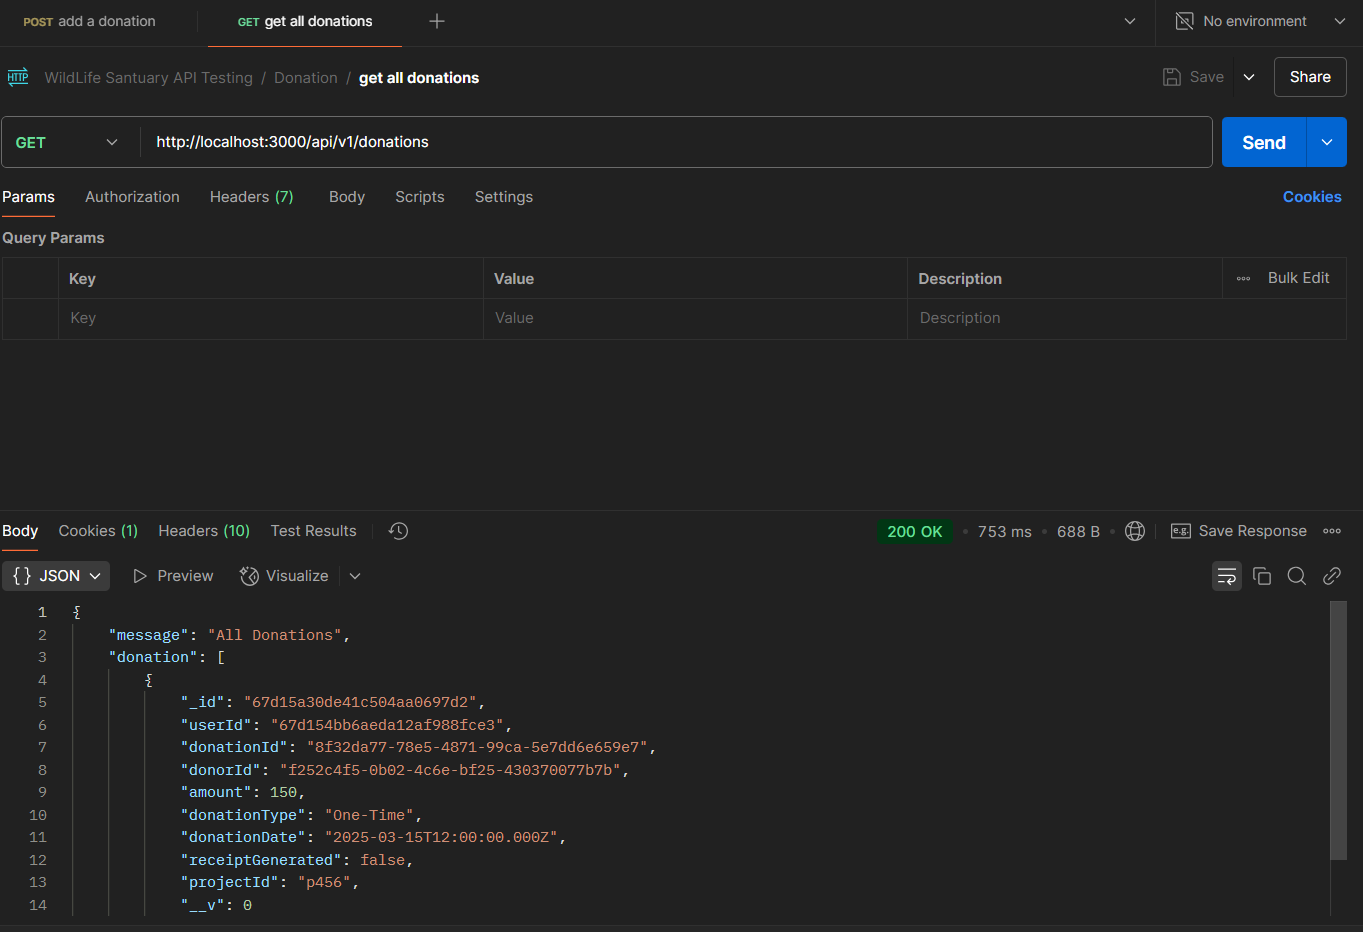 POST add a donation GET get all donations No environment
HTTP WildLife Santuary API Testing / Donation / get all donations Save Share
GET http://localhost:3000/api/v1/donations Send
Params Authorization Headers (7) Body Scripts Settings Cookies
Query Params
Key Value Description Bulk Edit
Key Value Description
Body Cookies (1) Headers (10) Test Results 200 OK • 753 ms • 688 B • e.g. Save Response
{} JSON Preview Visualize
1 {
2 "message": "All Donations",
3 "donation": [
4 {
5 "_id": "67d15a30de41c504aa0697d2",
6 "userId": "67d154bb6aeda12af988fce3",
7 "donationId": "8f32da77-78e5-4871-99ca-5e7dd6e659e7",
8 "donorId": "f252c4f5-0b02-4c6e-bf25-430370077b7b",
9 "amount": 150,
10 "donationType": "One-Time",
11 "donationDate": "2025-03-15T12:00:00.000Z",
12 "receiptGenerated": false,
13 "projectId": "p456",
14 "__v": 0